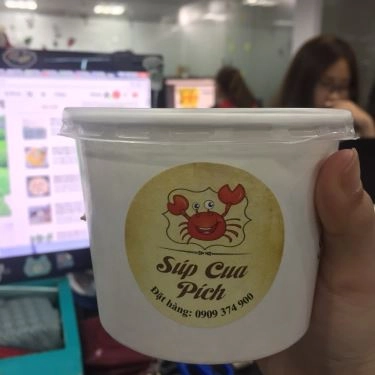 Súp Cua
Pích
Đặt hàng: 0909 374 900